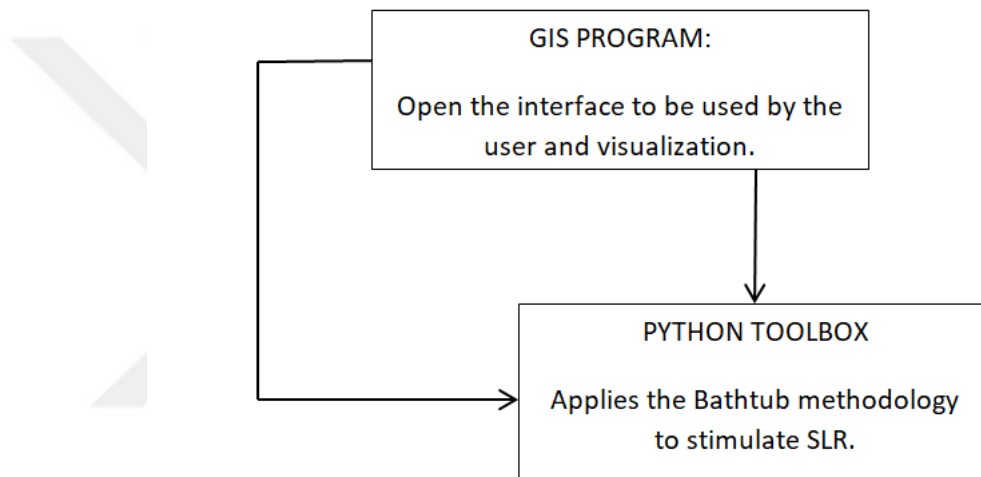 GIS PROGRAM:
Open the interface to be used by the
user and visualization.
PYTHON TOOLBOX
Applies the Bathtub methodology
to stimulate SLR.